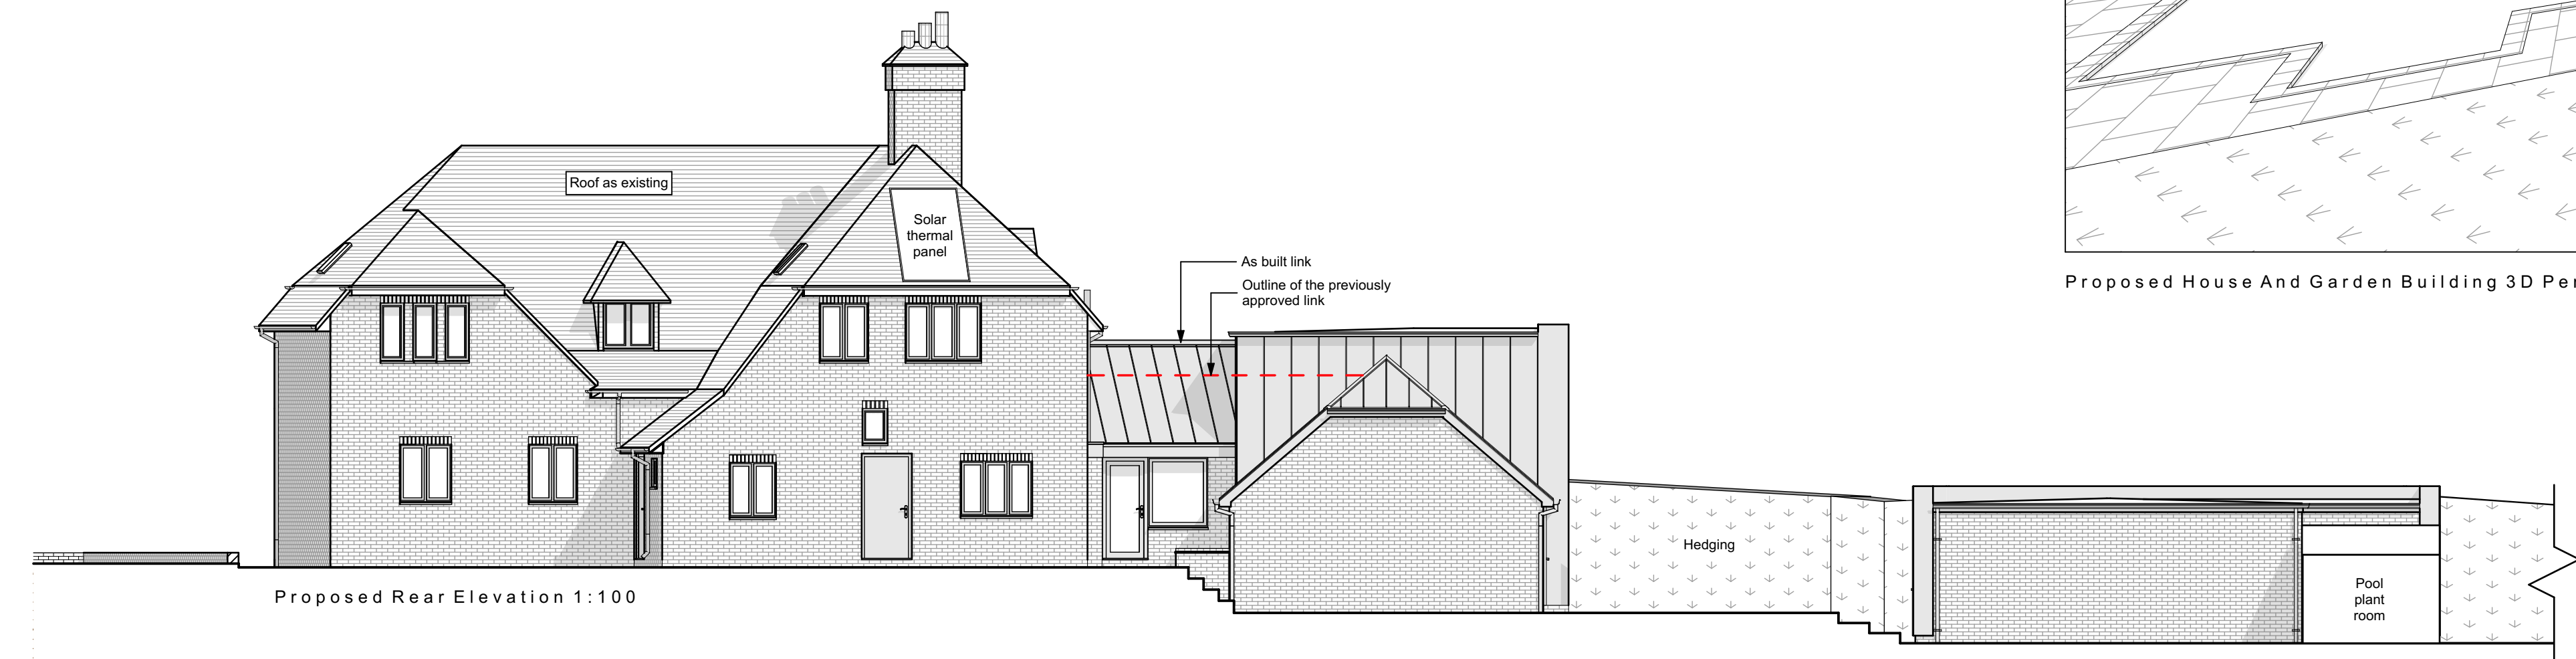 Roof as existing
Solar
thermal
panel
As built link
Outline of the previously
approved link
Proposed House And Garden Building 3D Per
Hedging
Pool
plant
room
Proposed Rear Elevation 1:100